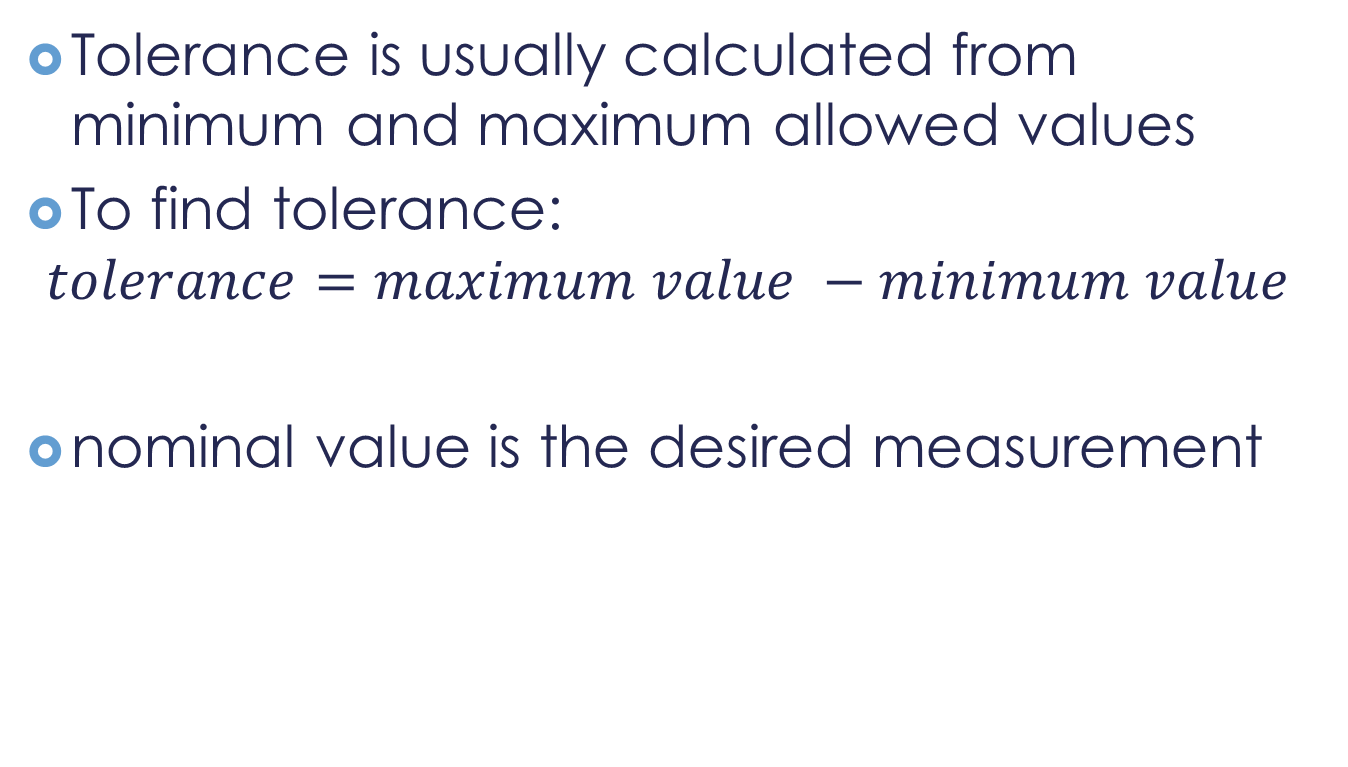 Tolerance is usually calculated from
minimum and maximum allowed values
To find tolerance:
tolerance = maximum value − minimum value
nominal value is the desired measurement